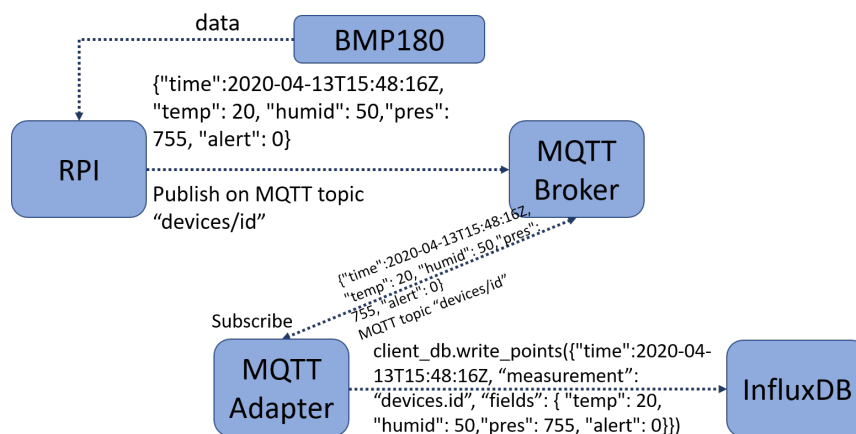 data
BMP180
{"time":2020-04-13T15:48:16Z,
"temp": 20, "humid": 50,"pres":
755, "alert": 0}
RPI
MQTT
Broker
Publish on MQTT topic
“devices/id”
{"time":2020-04-13T15:48:16Z,
"temp": 20, "humid": 50,"pres":
755, "alert": 0}
MQTT topic “devices/id”
Subscribe
MQTT
Adapter
client_db.write_points({"time":2020-04-
13T15:48:16Z, “measurement”:
“devices.id”, “fields”: { "temp": 20,
"humid": 50,"pres": 755, "alert": 0}})
InfluxDB